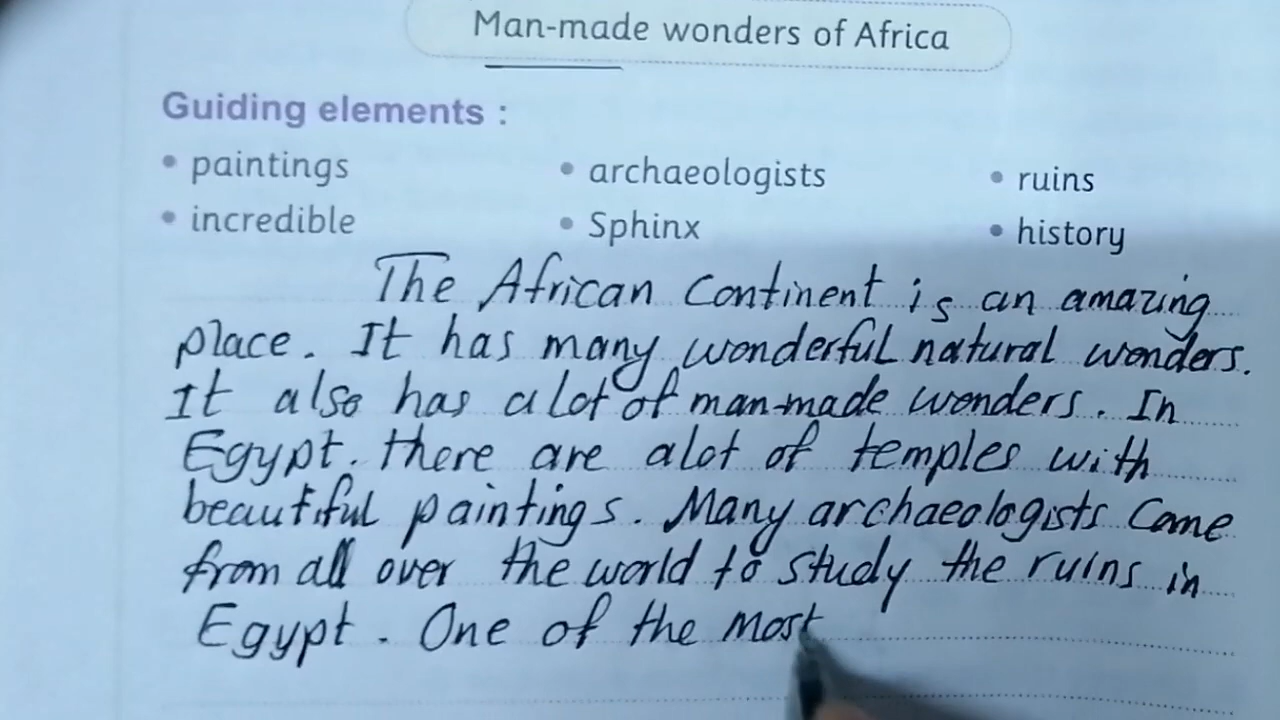 Man-made wonders of Africa
Guiding elements :
• paintings • archaeologists • ruins
• incredible • Sphinx • history
The African Continent is an amazing
place. It has many wonderful natural wonders.
It also has a lot of man-made wonders. In
Egypt. there are a lot of temples with
beautiful paintings. Many archaeologists Come
from all over the world to study the ruins in
Egypt. One of the most